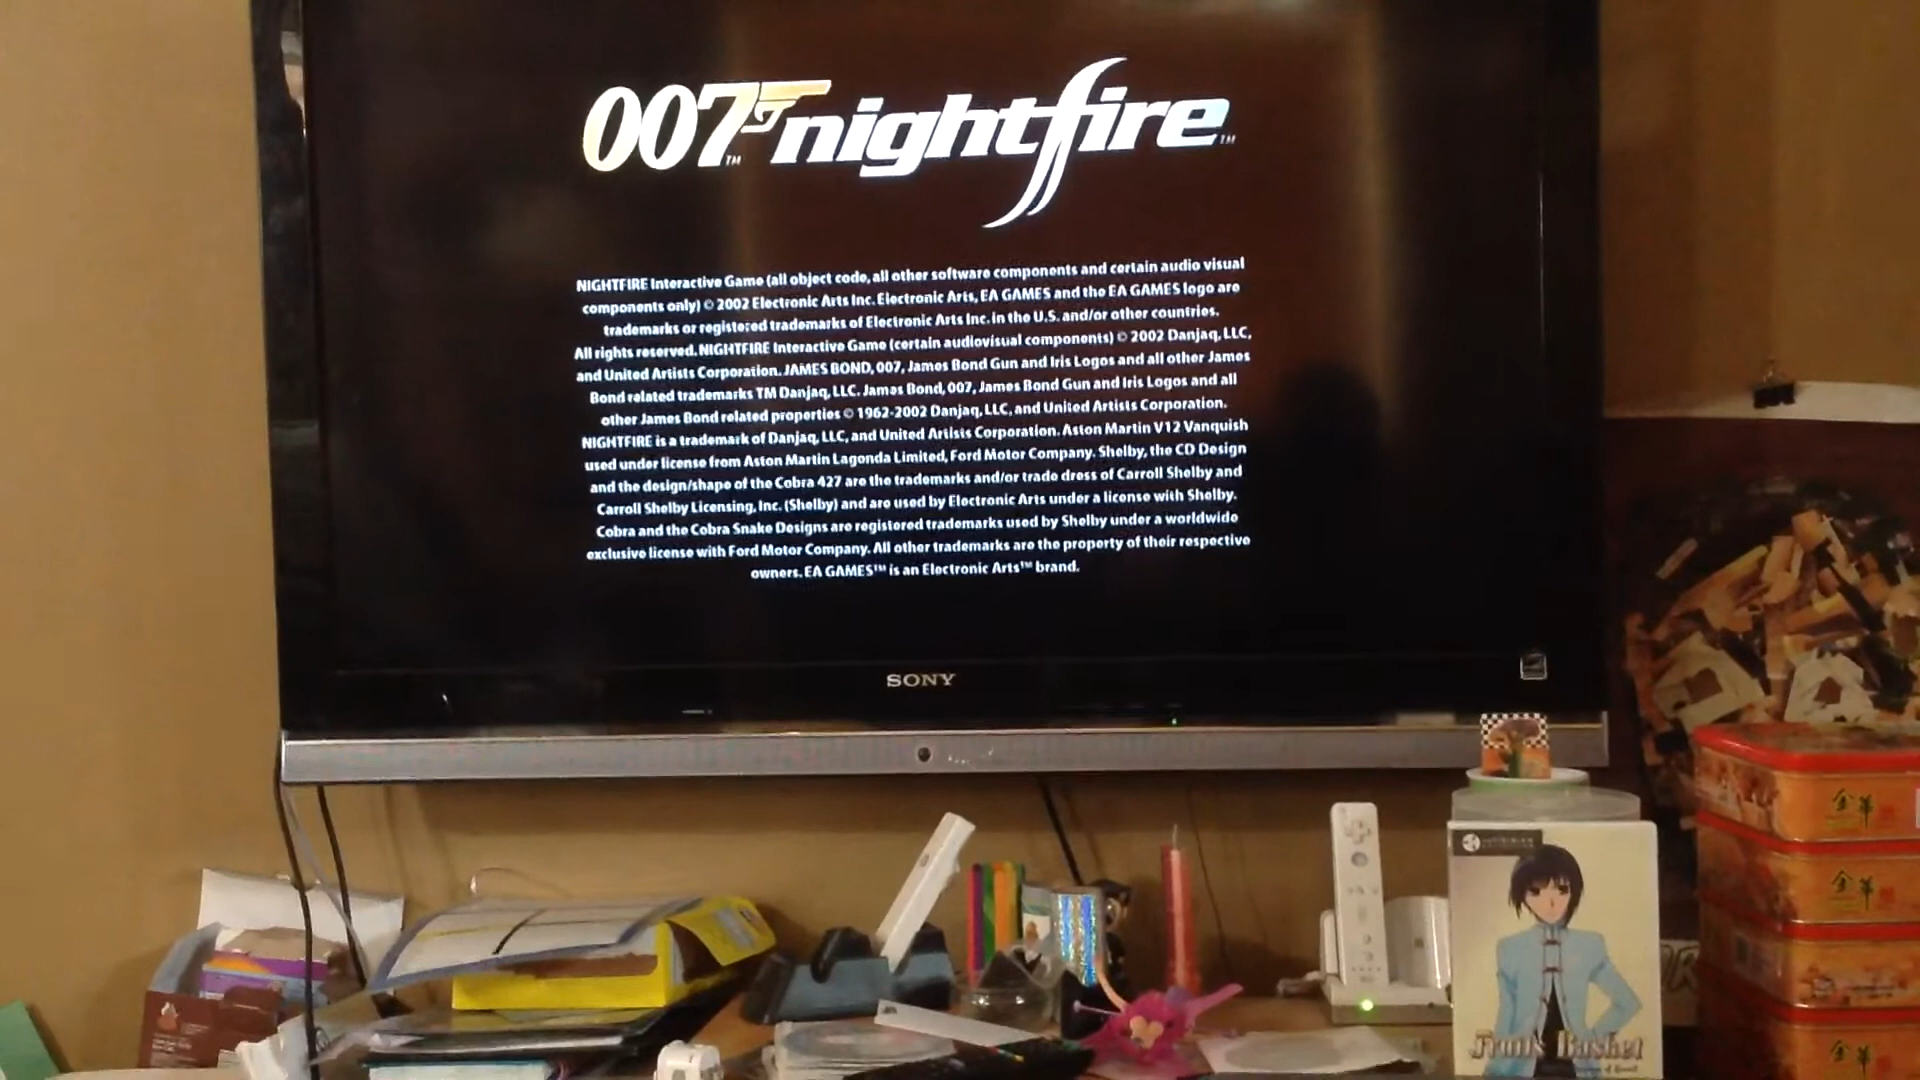 007™ nightfire™
NIGHTFIRE Interactive Game (all object code, all other software components and certain audio visual
components only) © 2002 Electronic Arts Inc. Electronic Arts, EA GAMES and the EA GAMES logo are
trademarks or registered trademarks of Electronic Arts Inc. in the U.S. and/or other countries.
All rights reserved. NIGHTFIRE Interactive Game (certain audiovisual components) © 2002 Danjaq, LLC,
and United Artists Corporation. JAMES BOND, 007, James Bond Gun and Iris Logos and all other James
Bond related trademarks TM Danjaq, LLC. James Bond, 007, James Bond Gun and Iris Logos and all
other James Bond related properties © 1962-2002 Danjaq, LLC, and United Artists Corporation.
NIGHTFIRE is a trademark of Danjaq, LLC, and United Artists Corporation. Aston Martin V12 Vanquish
used under license from Aston Martin Lagonda Limited, Ford Motor Company. Shelby, the CD Design
and the design/shape of the Cobra 427 are the trademarks and/or trade dress of Carroll Shelby and
Carroll Shelby Licensing, Inc. (Shelby) and are used by Electronic Arts under a license with Shelby.
Cobra and the Cobra Snake Designs are registered trademarks used by Shelby under a worldwide
exclusive license with Ford Motor Company. All other trademarks are the property of their respective
owners. EA GAMES™ is an Electronic Arts™ brand.
SONY
金華
金華
金華
金華
Fruits Basket